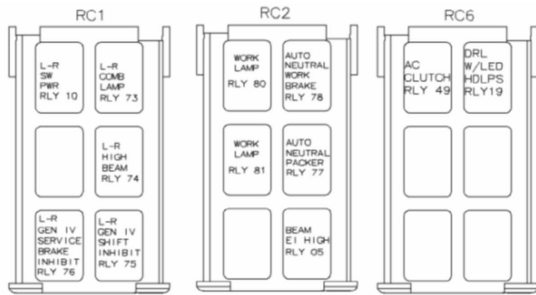 RC1
L-R
SW
PWR
RLY 10
L-R
COMB
LAMP
RLY 73
L-R
HIGH
BEAM
RLY 74
L-R
GEN IV
SERVICE
BRAKE
INHIBIT
RLY 76
L-R
GEN IV
SHIFT
INHIBIT
RLY 75
RC2
WORK
LAMP
RLY 80
AUTO
NEUTRAL
WORK
BRAKE
RLY 78
WORK
LAMP
RLY 81
AUTO
NEUTRAL
PACKER
RLY 77
BEAM
EI HIGH
RLY 05
RC6
AC
CLUTCH
RLY 49
DRL
W/LED
HDLPS
RLY19